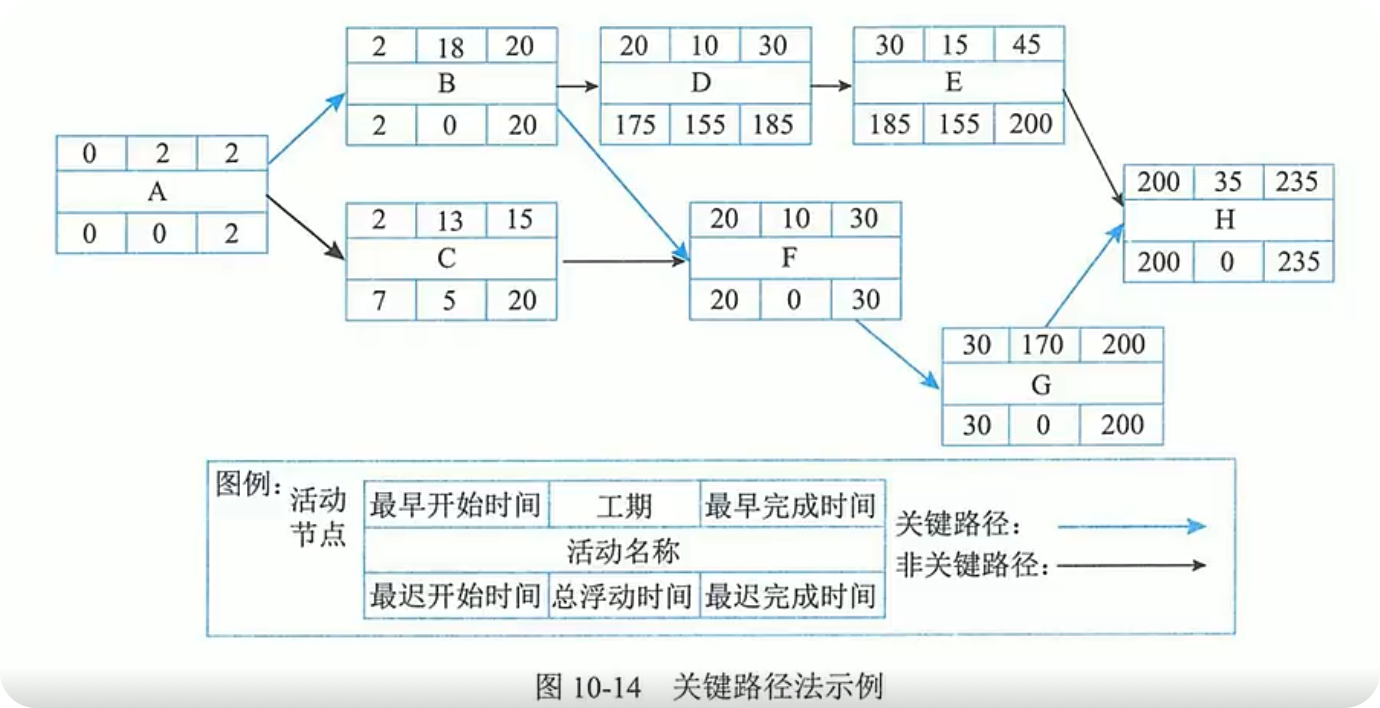 0 2 2
A
0 0 2
2 18 20
B
2 0 20
20 10 30
D
175 155 185
30 15 45
E
185 155 200
2 13 15
C
7 5 20
20 10 30
F
20 0 30
30 170 200
G
30 0 200
200 35 235
H
200 0 235
图例:
活动
节点
最早开始时间 工期 最早完成时间
活动名称
最迟开始时间 总浮动时间 最迟完成时间
关键路径:
非关键路径:
图 10-14 关键路径法示例